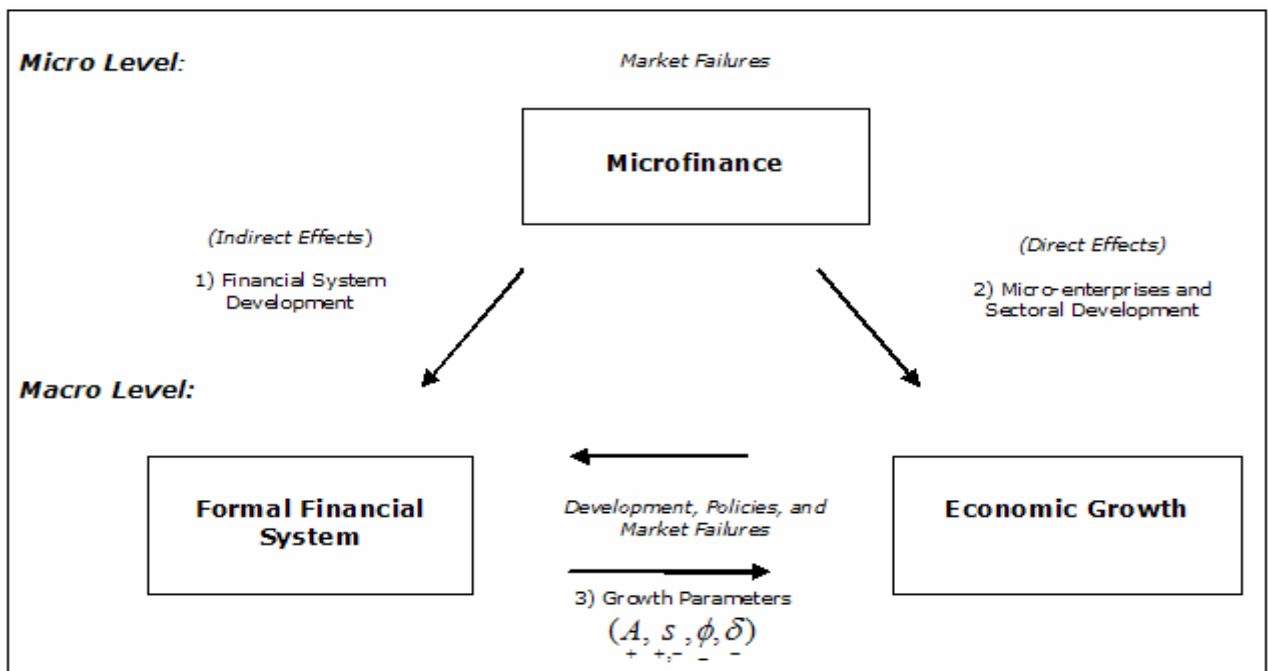 Micro Level:
Market Failures
Microfinance
(Indirect Effects)
1) Financial System
Development
(Direct Effects)
2) Micro-enterprises and
Sectoral Development
Macro Level:
Formal Financial
System
Development, Policies, and
Market Failures
3) Growth Parameters
(A, s, ϕ, δ)
+ +,− − −
Economic Growth